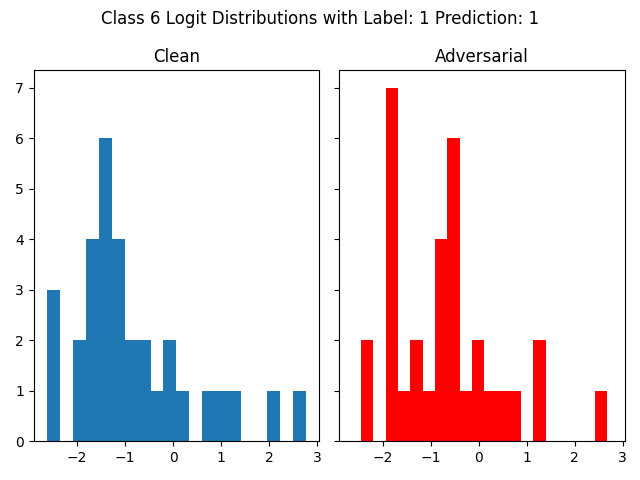 Class 6 Logit Distributions with Label: 1 Prediction: 1
Clean
Adversarial
7
6
5
4
3
2
1
0
−2 −1 0 1 2 3
−2 −1 0 1 2 3